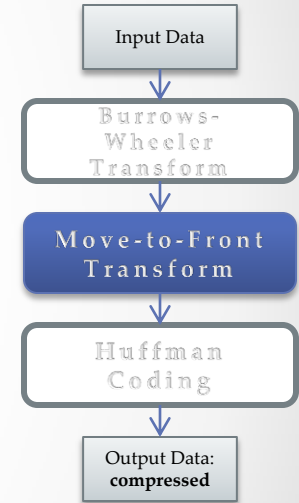 Input Data
Burrows-
Wheeler
Transform
Move-to-Front
Transform
Huffman
Coding
Output Data:
compressed